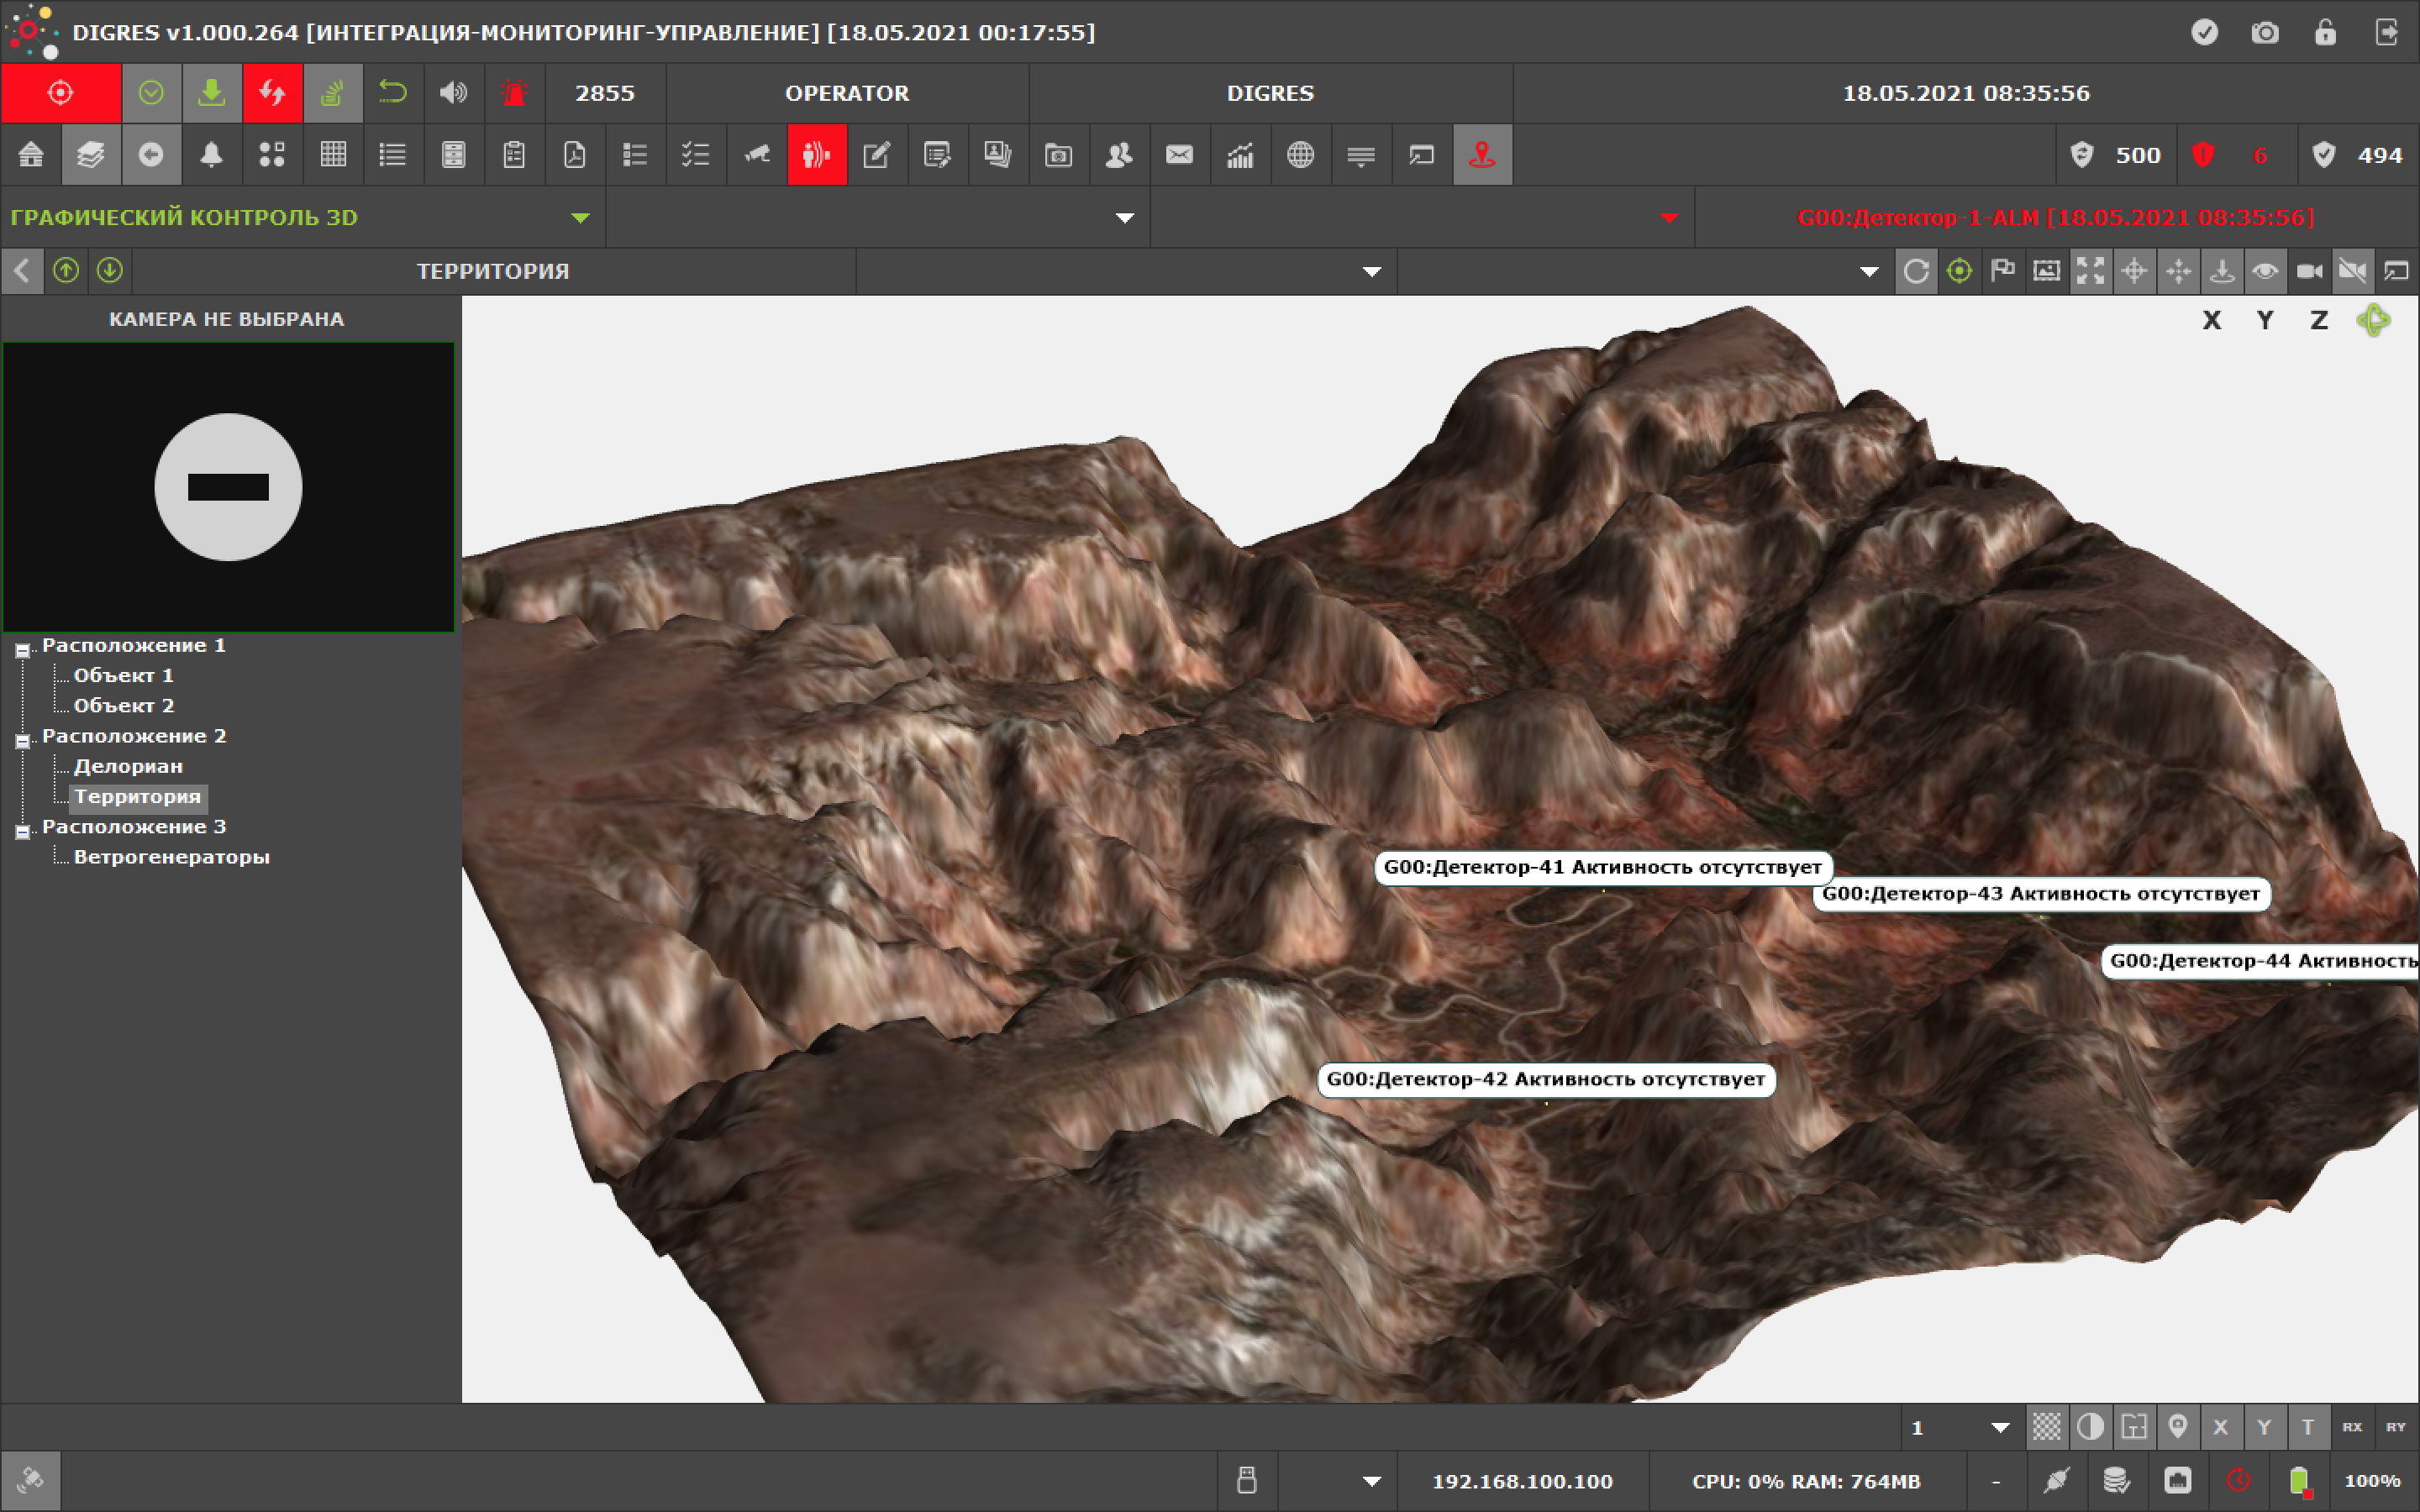 DIGRES v1.000.264 [ИНТЕГРАЦИЯ-МОНИТОРИНГ-УПРАВЛЕНИЕ] [18.05.2021 00:17:55]
2855 OPERATOR DIGRES 18.05.2021 08:35:56
500 6 494
ГРАФИЧЕСКИЙ КОНТРОЛЬ 3D G00:Детектор-1-ALM [18.05.2021 08:35:56]
ТЕРРИТОРИЯ
КАМЕРА НЕ ВЫБРАНА
X Y Z
Расположение 1
Объект 1
Объект 2
Расположение 2
Делориан
Территория
Расположение 3
Ветрогенераторы
G00:Детектор-41 Активность отсутствует
G00:Детектор-43 Активность отсутствует
G00:Детектор-44 Активность
G00:Детектор-42 Активность отсутствует
1 X Y T RX RY
192.168.100.100 CPU: 0% RAM: 764MB - 100%